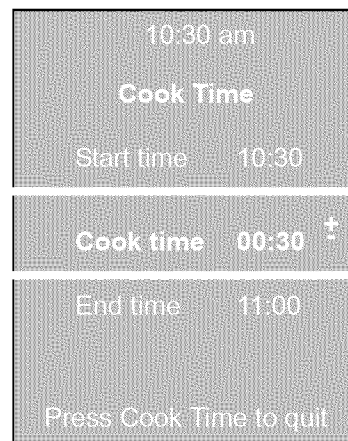 10:30 am
Cook Time
Start time 10:30
Cook time 00:30 +-
End time 11:00
Press Cook Time to quit